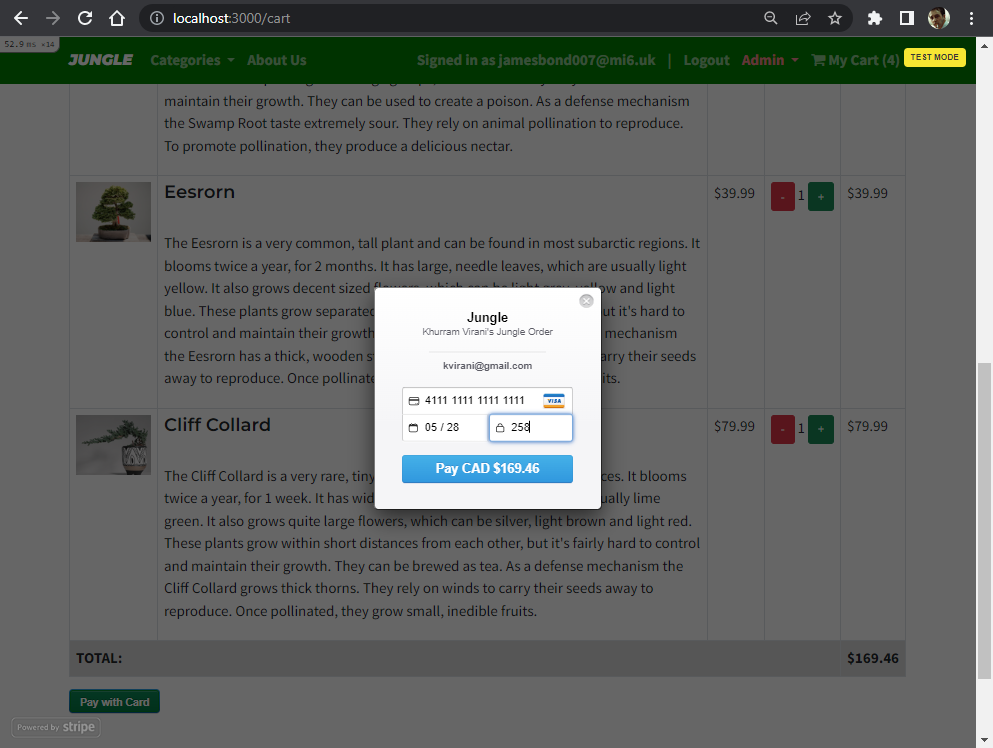 localhost:3000/cart
52.9 ms ×14
JUNGLE Categories About Us Signed in as jamesbond007@mi6.uk | Logout Admin My Cart (4) TEST MODE
maintain their growth. They can be used to create a poison. As a defense mechanism
the Swamp Root taste extremely sour. They rely on animal pollination to reproduce.
To promote pollination, they produce a delicious nectar.
Eesrorn $39.99 - 1 + $39.99
The Eesrorn is a very common, tall plant and can be found in most subarctic regions. It
blooms twice a year, for 2 months. It has large, needle leaves, which are usually light
yellow. It also grows decent sized flowers, which can be light grey, yellow and light
blue. These plants grow separated ut it's hard to
control and maintain their growth mechanism
the Eesrorn has a thick, wooden arry their seeds
away to reproduce. Once pollinated ts.
Jungle
Khurram Virani's Jungle Order
kvirani@gmail.com
4111 1111 1111 1111 VISA
05 / 28 258
Pay CAD $169.46
Cliff Collard $79.99 - 1 + $79.99
The Cliff Collard is a very rare, tiny ces. It blooms
twice a year, for 1 week. It has wid ually lime
green. It also grows quite large flowers, which can be silver, light brown and light red.
These plants grow within short distances from each other, but it's fairly hard to control
and maintain their growth. They can be brewed as tea. As a defense mechanism the
Cliff Collard grows thick thorns. They rely on winds to carry their seeds away to
reproduce. Once pollinated, they grow small, inedible fruits.
TOTAL: $169.46
Pay with Card
Powered by stripe